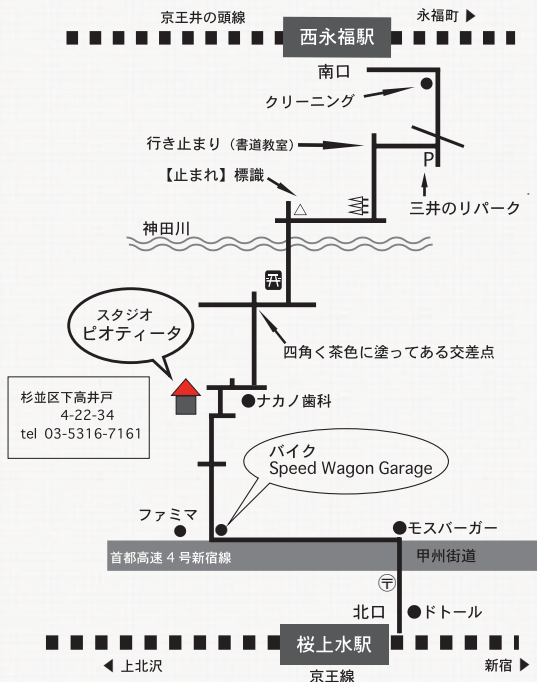 京王井の頭線
永福町 ▶
西永福駅
南口
クリーニング
行き止まり（書道教室）
P
【止まれ】標識
三井のリパーク
神田川
スタジオ
ピオティータ
四角く茶色に塗ってある交差点
杉並区下高井戸
4-22-34
tel 03-5316-7161
ナカノ歯科
バイク
Speed Wagon Garage
ファミマ
モスバーガー
首都高速４号新宿線
甲州街道
〒
北口
ドトール
桜上水駅
◀ 上北沢
新宿 ▶
京王線